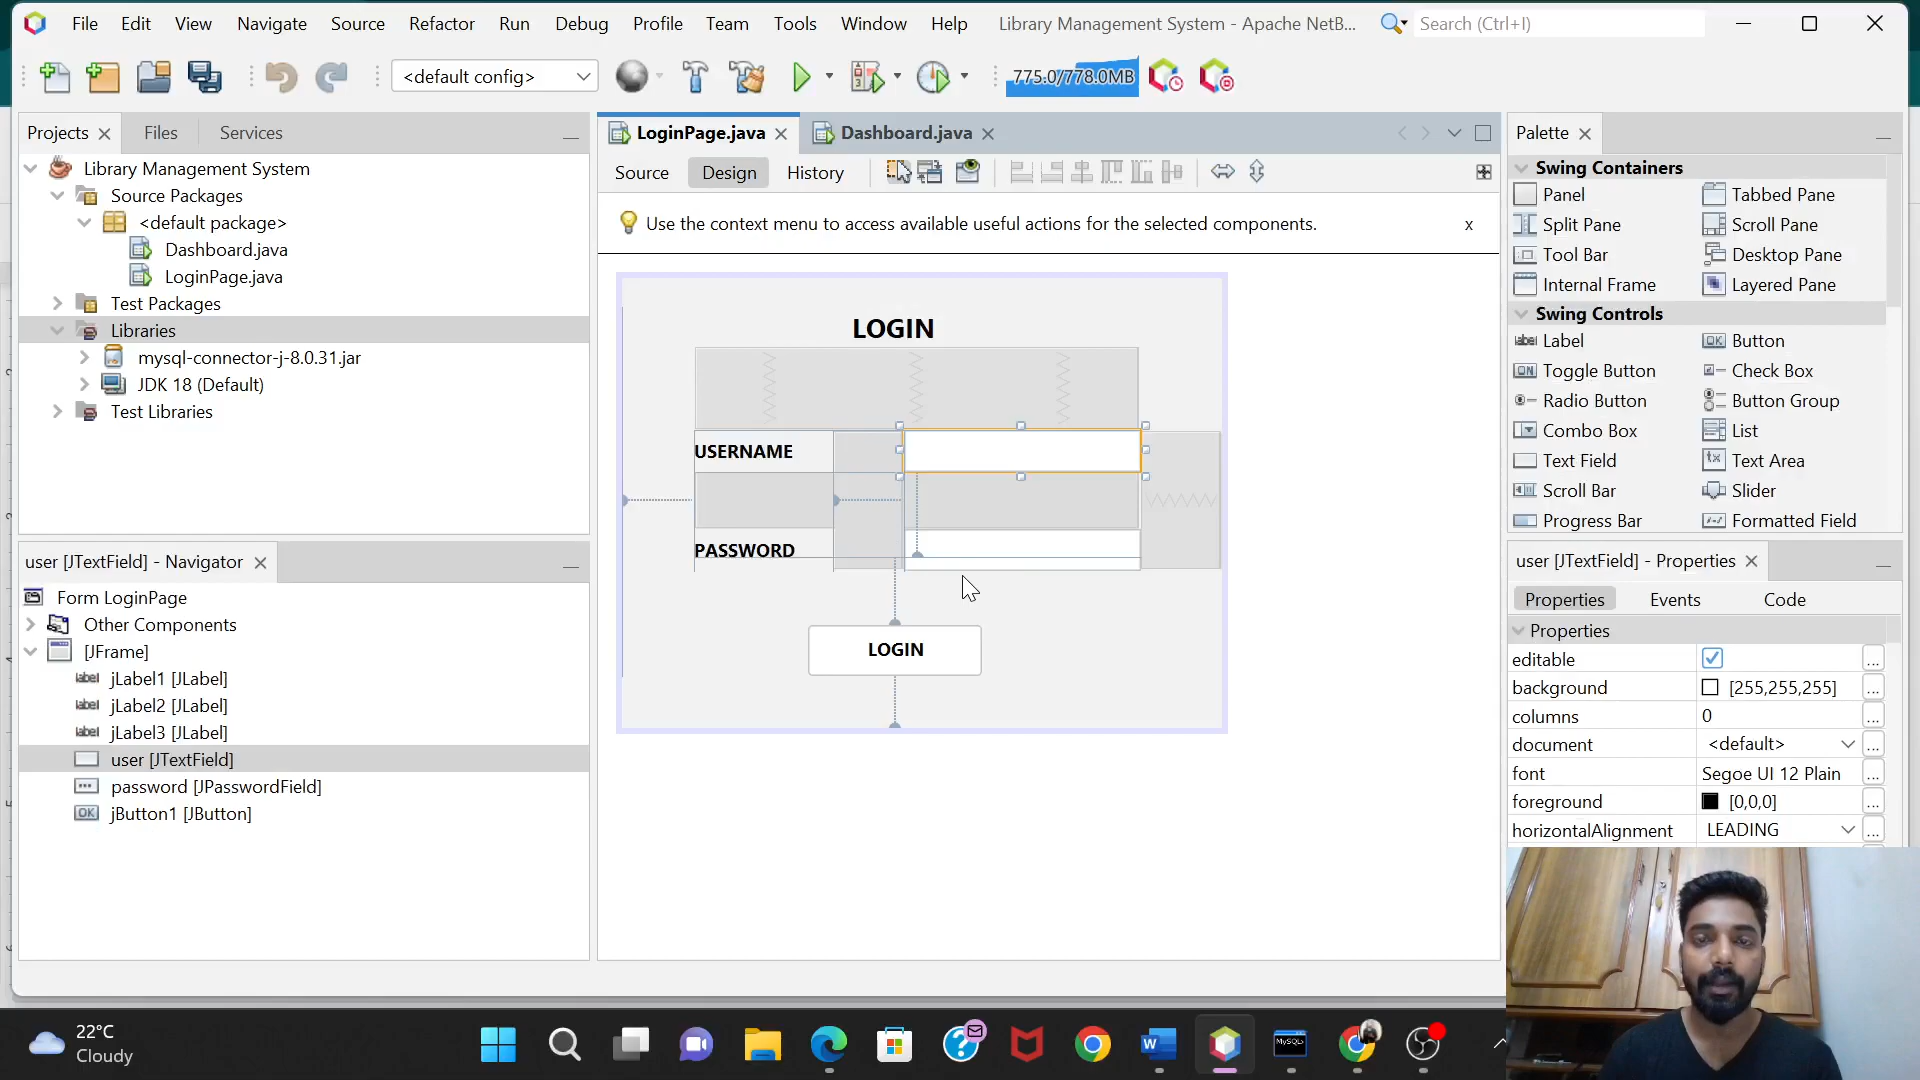 File Edit View Navigate Source Refactor Run Debug Profile Team Tools Window Help Library Management System - Apache NetB... Search (Ctrl+I)
<default config> 775.0/778.0MB
Projects Files Services
Library Management System
Source Packages
<default package>
Dashboard.java
LoginPage.java
Test Packages
Libraries
mysql-connector-j-8.0.31.jar
JDK 18 (Default)
Test Libraries
user [JTextField] - Navigator
Form LoginPage
Other Components
[JFrame]
label jLabel1 [JLabel]
label jLabel2 [JLabel]
label jLabel3 [JLabel]
user [JTextField]
password [JPasswordField]
OK jButton1 [JButton]
LoginPage.java Dashboard.java
Source Design History
Use the context menu to access available useful actions for the selected components. x
LOGIN
USERNAME
PASSWORD
LOGIN
Palette
Swing Containers
Panel Tabbed Pane
Split Pane Scroll Pane
Tool Bar Desktop Pane
Internal Frame Layered Pane
Swing Controls
label Label OK Button
ON Toggle Button Check Box
Radio Button Button Group
Combo Box List
Text Field tx Text Area
Scroll Bar Slider
Progress Bar Formatted Field
user [JTextField] - Properties
Properties Events Code
Properties
editable ...
background [255,255,255] ...
columns 0 ...
document <default> ...
font Segoe UI 12 Plain ...
foreground [0,0,0] ...
horizontalAlignment LEADING ...
22°C
Cloudy
W
MySQL